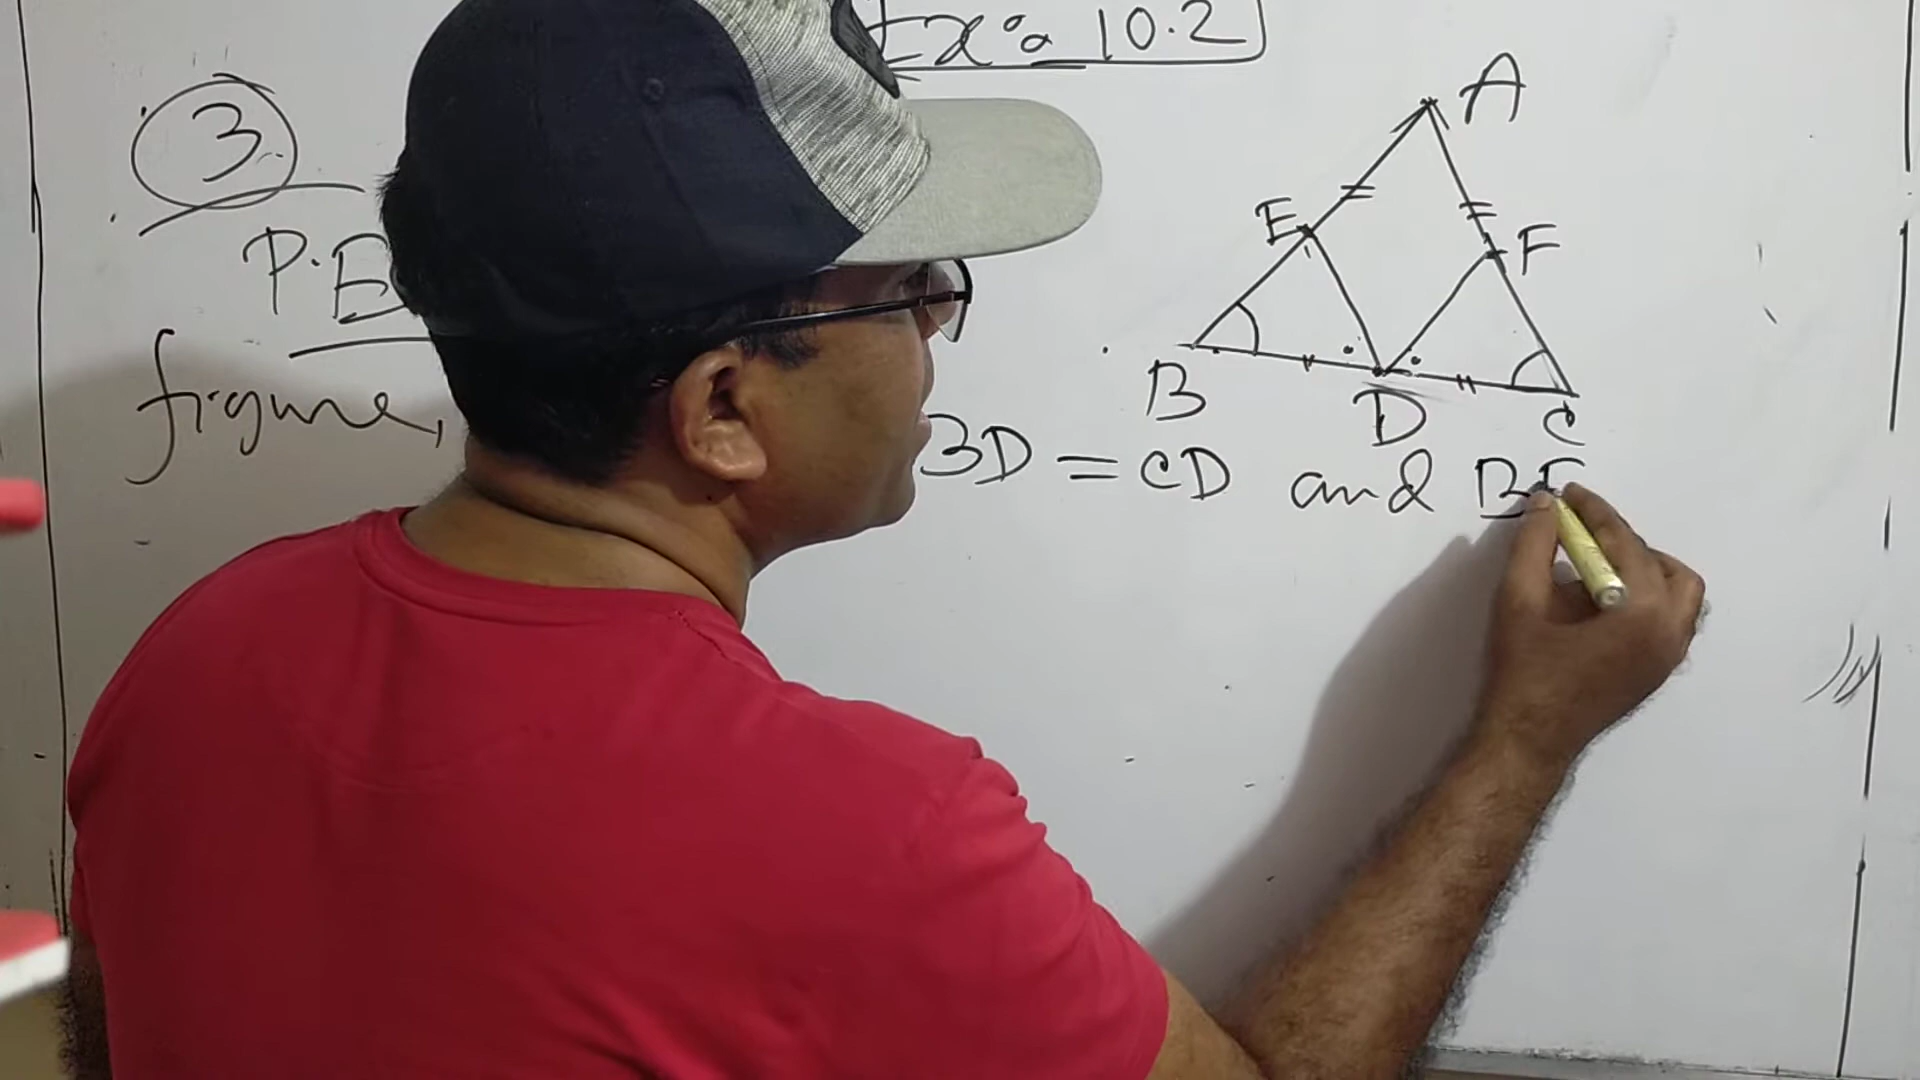 Ex: 10.2
3.
A
E
F
B
D
C
P.E
figure,
BD = CD and BE